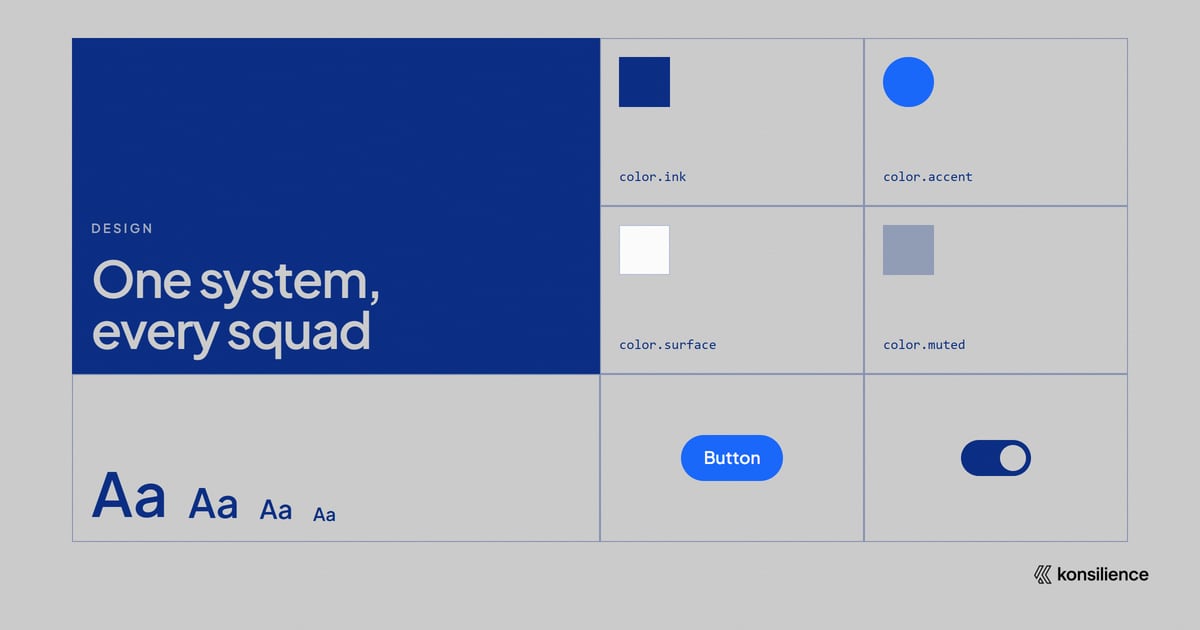 DESIGN
One system,
every squad
color.ink
color.accent
color.surface
color.muted
Aa Aa Aa Aa
Button
konsilience